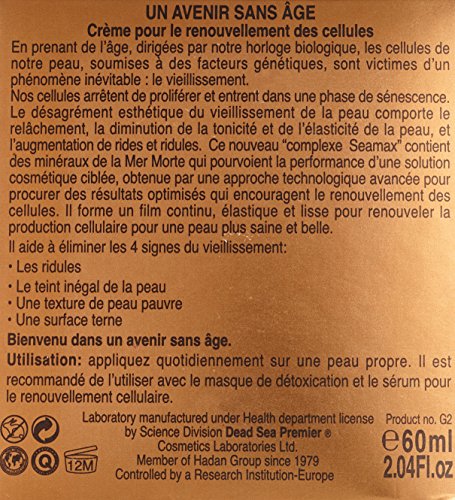 UN AVENIR SANS ÂGE
Crème pour le renouvellement des cellules
En prenant de l'âge, dirigées par notre horloge biologique, les cellules de
notre peau, soumises à des facteurs génétiques, sont victimes d'un
phénomène inévitable : le vieillissement.
Nos cellules arrêtent de proliférer et entrent dans une phase de sénescence.
Le désagrément esthétique du vieillissement de la peau comporte le
relâchement, la diminution de la tonicité et de l'élasticité de la peau, et
l'augmentation de rides et ridules. Ce nouveau "complexe Seamax" contient
des minéraux de la Mer Morte qui pourvoient la performance d'une solution
cosmétique ciblée, obtenue par une approche technologique avancée pour
procurer des résultats optimisés qui encouragent le renouvellement des
cellules. Il forme un film continu, élastique et lisse pour renouveler la
production cellulaire pour une peau plus saine et belle.
Il aide à éliminer les 4 signes du vieillissement:
• Les ridules
• Le teint inégal de la peau
• Une texture de peau pauvre
• Une surface terne
Bienvenu dans un avenir sans âge.
Utilisation: appliquez quotidiennement sur une peau propre. Il est
recommandé de l'utiliser avec le masque de détoxication et le sérum pour
le renouvellement cellulaire.
Laboratory manufactured under Health department license
by Science Division Dead Sea Premier ®
Cosmetics Laboratories Ltd.
Member of Hadan Group since 1979
Controlled by a Research Institution-Europe
Product no. G2
℮60ml
2.04Fl.oz
12M